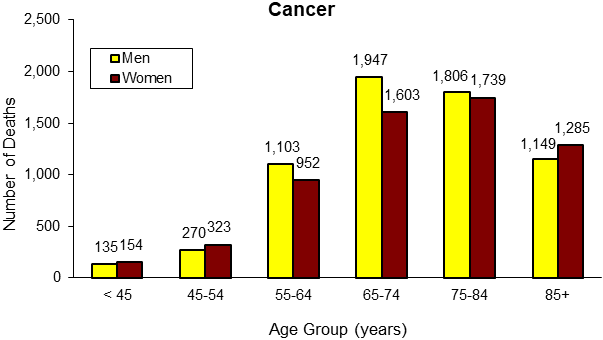 Cancer
2,500
2,000
1,500
1,000
500
0
Number of Deaths
Men
Women
135 154
270 323
1,103 952
1,947 1,603
1,806 1,739
1,149 1,285
< 45 45-54 55-64 65-74 75-84 85+
Age Group (years)